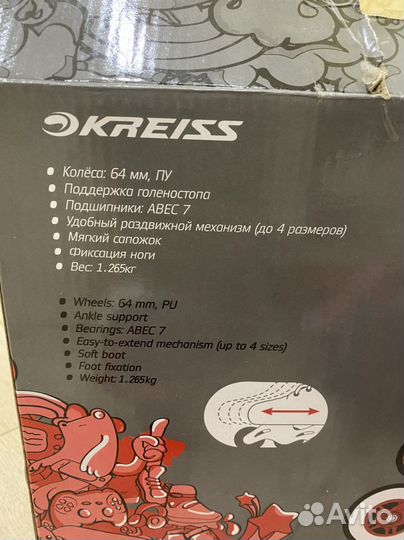 KREISS
• Колёса: 64 мм, ПУ
• Поддержка голеностопа
• Подшипники: ABEC 7
• Удобный раздвижной механизм (до 4 размеров)
• Мягкий сапожок
• Фиксация ноги
• Вес: 1.265кг
• Wheels: 64 mm, PU
• Ankle support
• Bearings: ABEC 7
• Easy-to-extend mechanism (up to 4 sizes)
• Soft boot
• Foot fixation
• Weight: 1.265kg
Avito